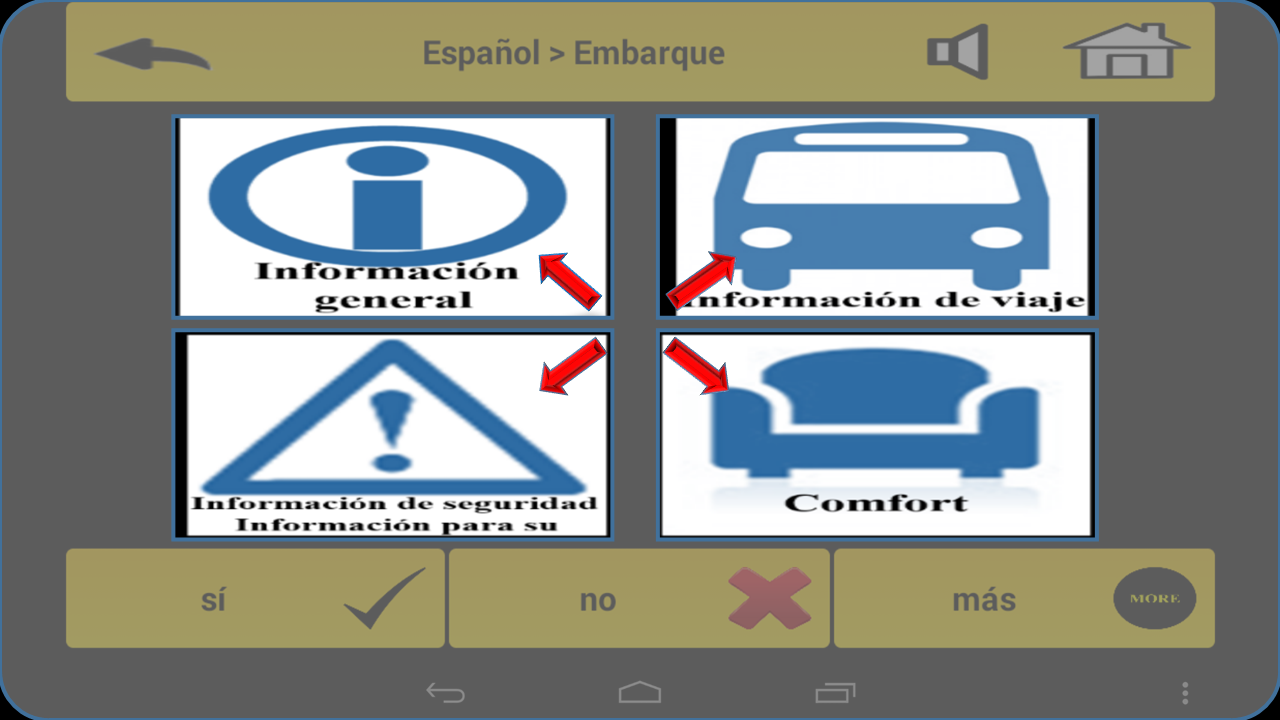 Español > Embarque
Información
general
Información de viaje
Información de seguridad
Información para su
Comfort
sí
no
más
MORE